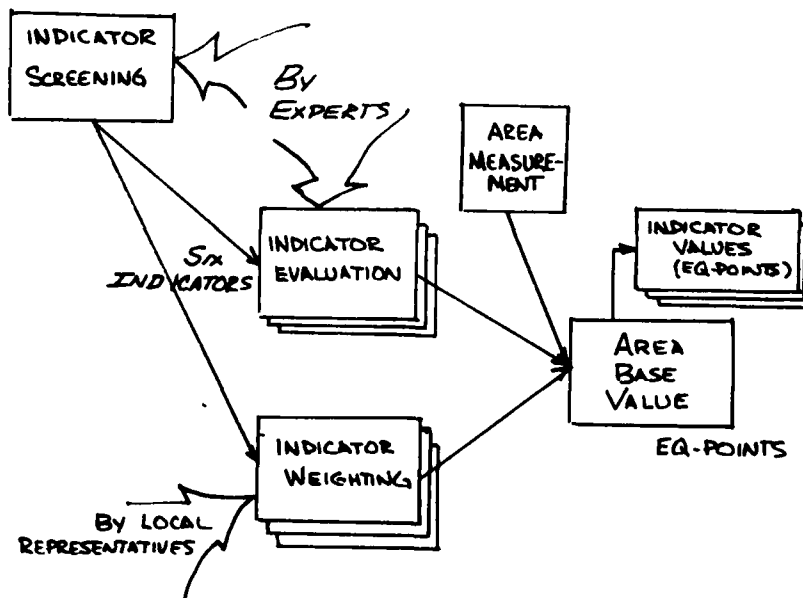 INDICATOR
SCREENING
By
EXPERTS
AREA
MEASURE-
MENT
INDICATOR
VALUES
(EQ-POINTS)
SIX
INDICATORS
INDICATOR
EVALUATION
AREA
BASE
VALUE
EQ-POINTS
INDICATOR
WEIGHTING
BY LOCAL
REPRESENTATIVES